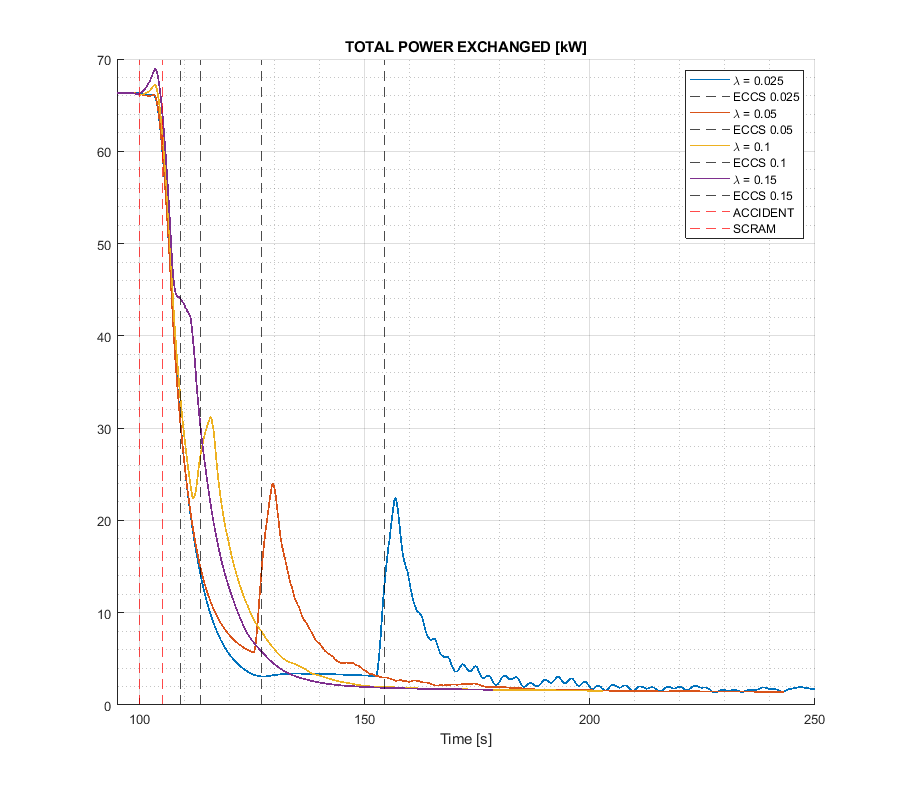 TOTAL POWER EXCHANGED [kW]
70
60
50
40
30
20
10
0
λ = 0.025
ECCS 0.025
λ = 0.05
ECCS 0.05
λ = 0.1
ECCS 0.1
λ = 0.15
ECCS 0.15
ACCIDENT
SCRAM
100 150 200 250
Time [s]